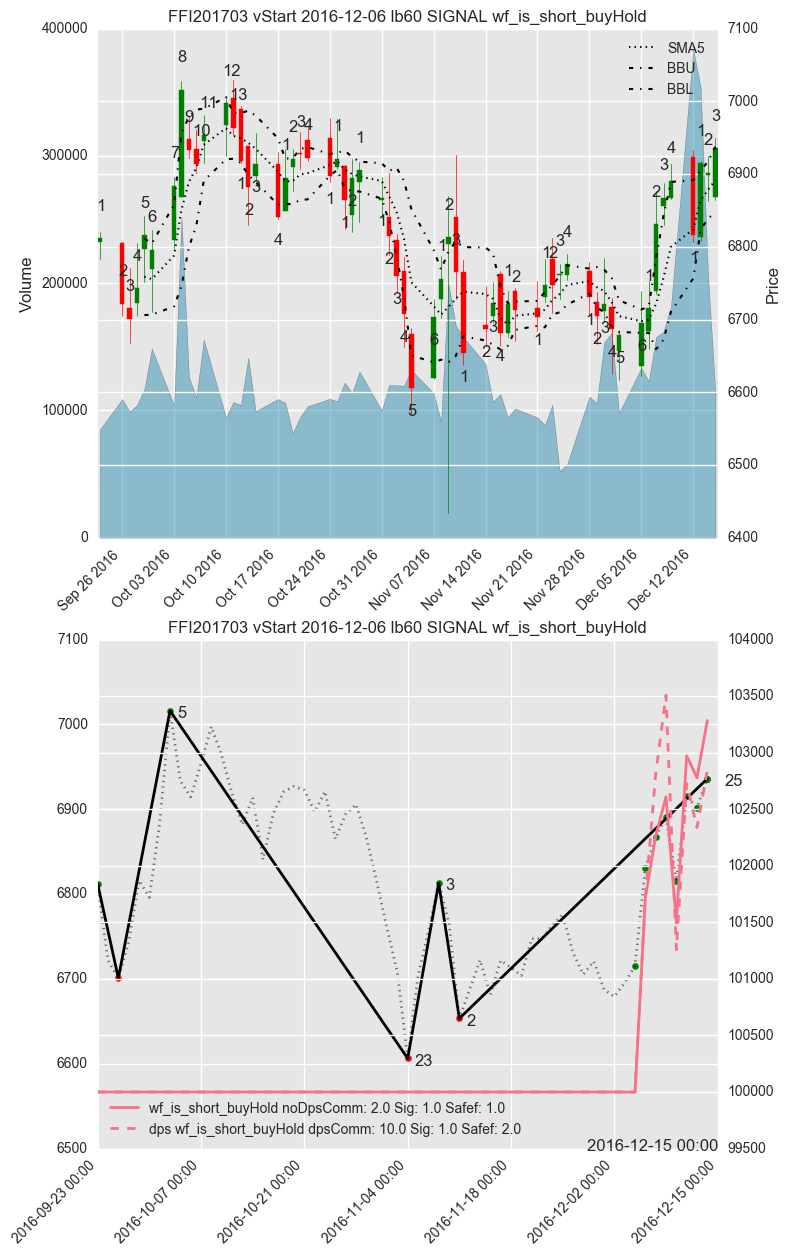 FFI201703 vStart 2016-12-06 lb60 SIGNAL wf_is_short_buyHold
400000
300000
200000
100000
0
Volume
7100
7000
6900
6800
6700
6600
6500
6400
Price
SMA5
BBU
BBL
Sep 26 2016
Oct 03 2016
Oct 10 2016
Oct 17 2016
Oct 24 2016
Oct 31 2016
Nov 07 2016
Nov 14 2016
Nov 21 2016
Nov 28 2016
Dec 05 2016
Dec 12 2016
FFI201703 vStart 2016-12-06 lb60 SIGNAL wf_is_short_buyHold
7100
7000
6900
6800
6700
6600
6500
104000
103500
103000
102500
102000
101500
101000
100500
100000
99500
5
23
3
2
25
wf_is_short_buyHold noDpsComm: 2.0 Sig: 1.0 Safef: 1.0
dps wf_is_short_buyHold dpsComm: 10.0 Sig: 1.0 Safef: 2.0
2016-12-15 00:00
2016-09-23 00:00
2016-10-07 00:00
2016-10-21 00:00
2016-11-04 00:00
2016-11-18 00:00
2016-12-02 00:00
2016-12-15 00:00